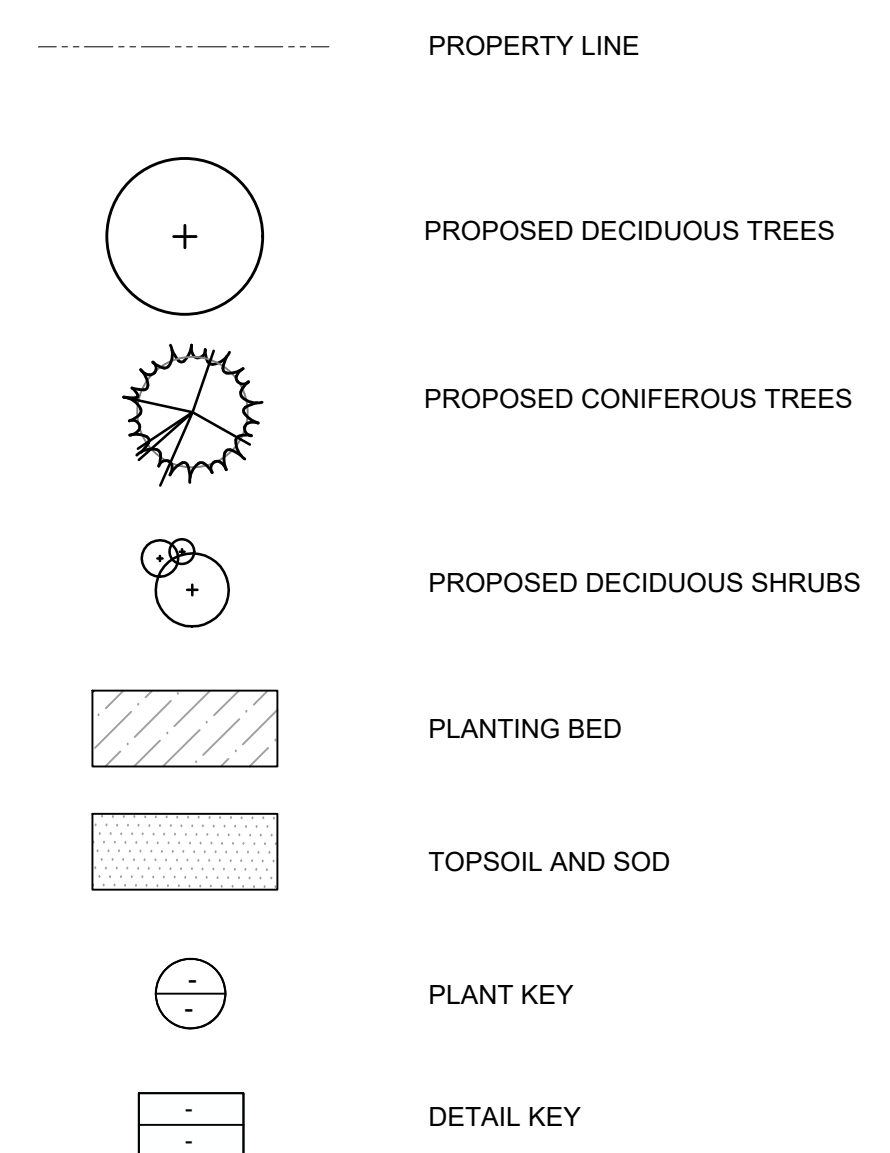 PROPERTY LINE
PROPOSED DECIDUOUS TREES
PROPOSED CONIFEROUS TREES
PROPOSED DECIDUOUS SHRUBS
PLANTING BED
TOPSOIL AND SOD
-
-
PLANT KEY
-
-
DETAIL KEY